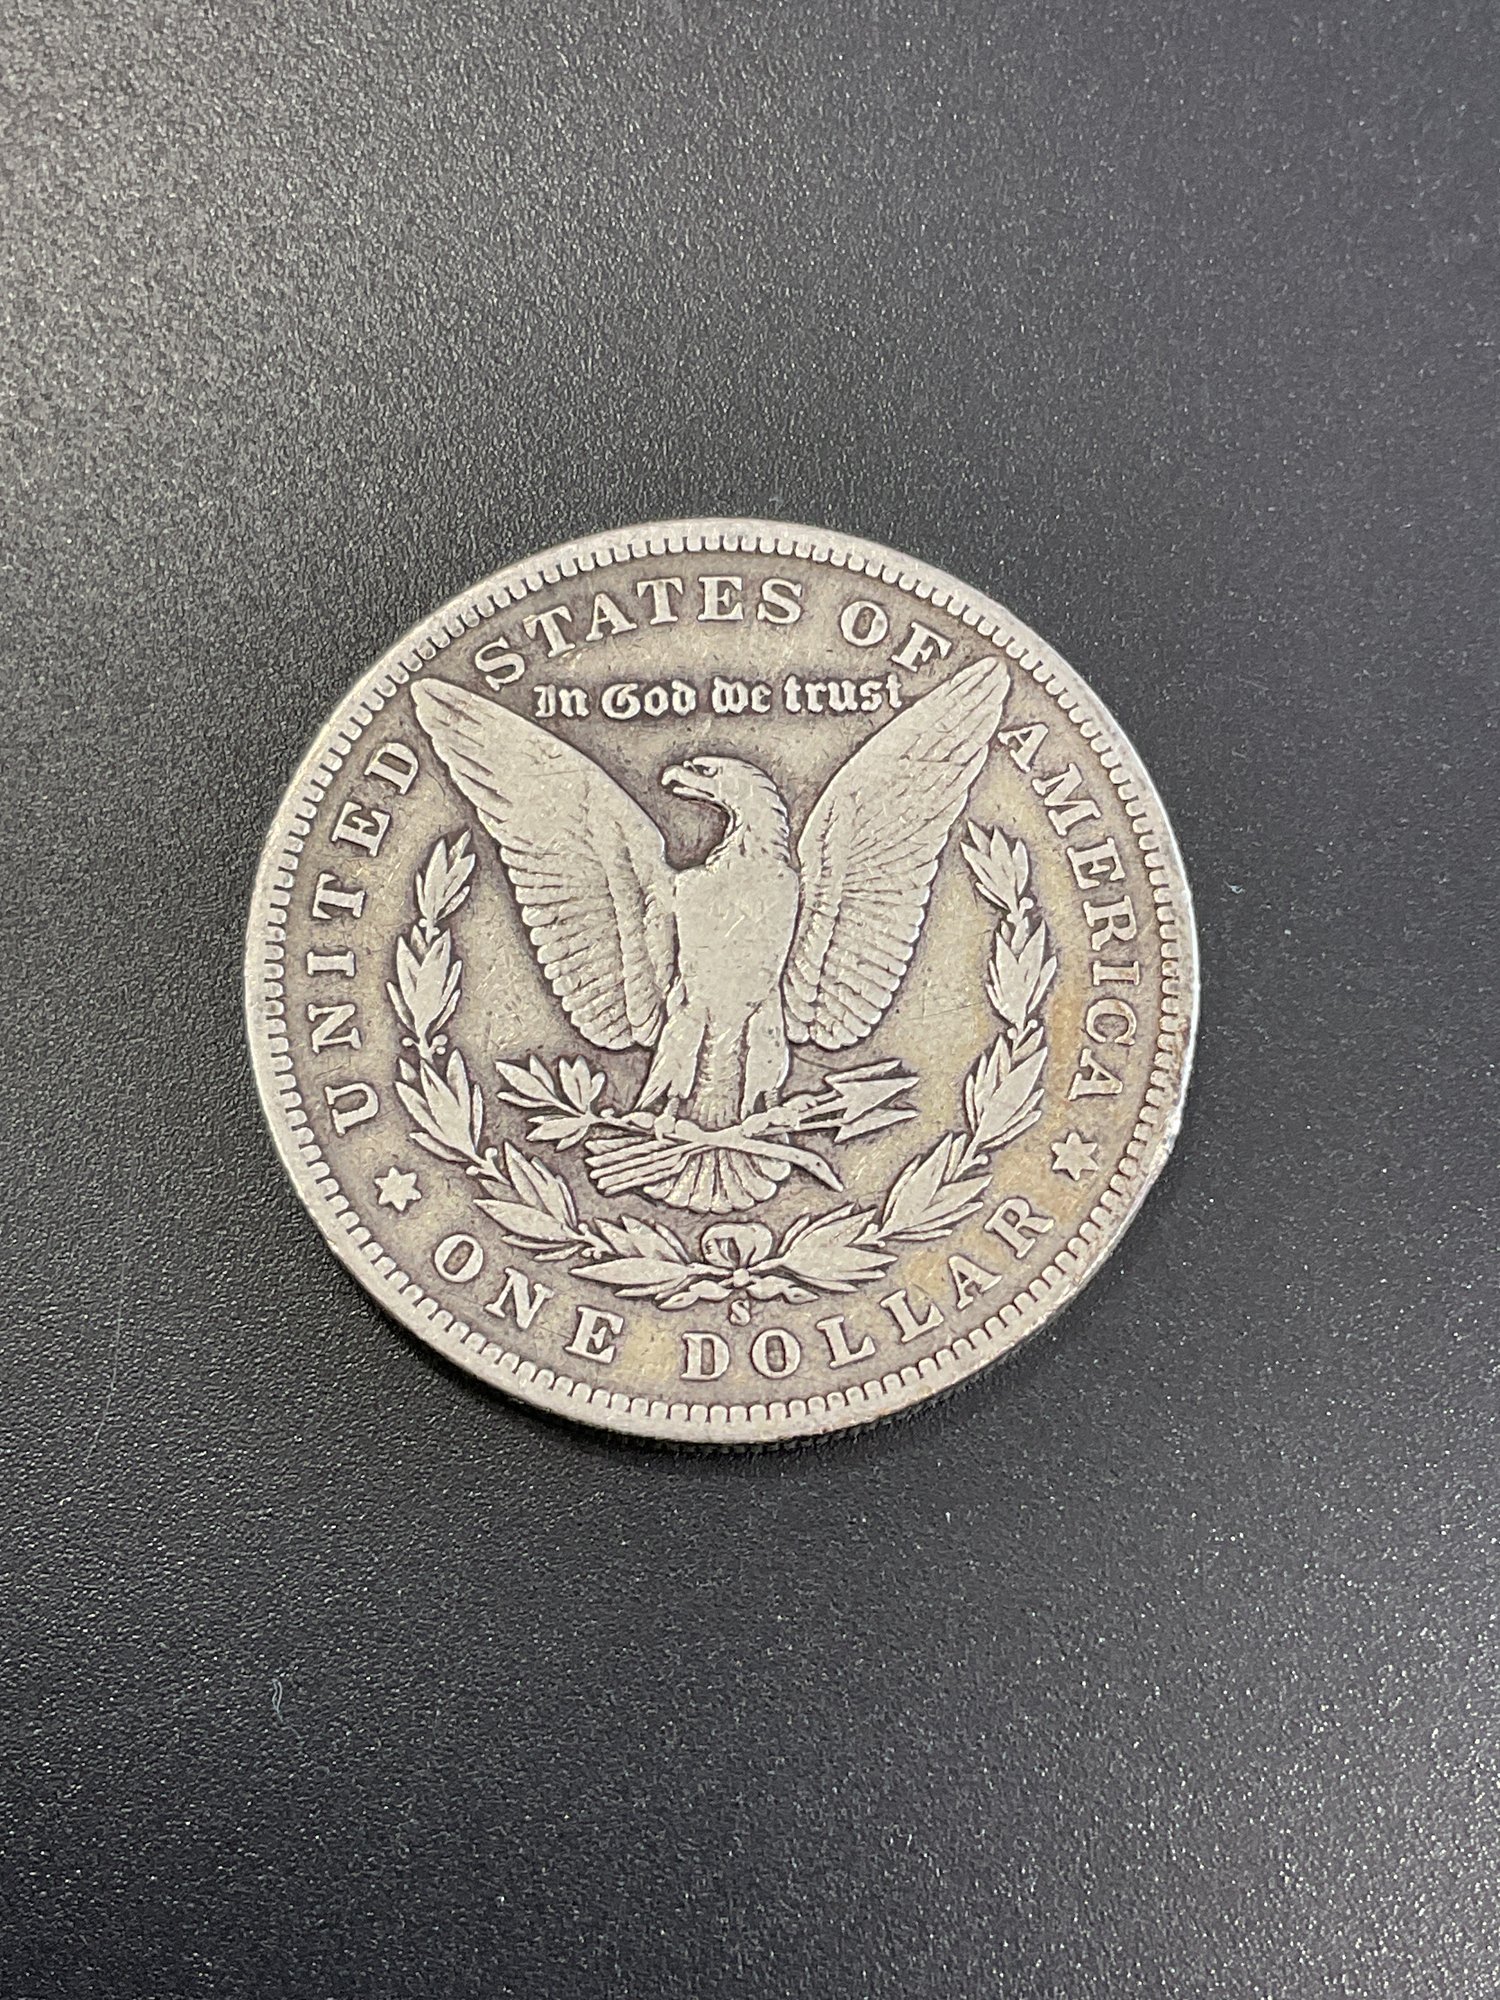 UNITED STATES OF AMERICA
In God we trust
S
ONE DOLLAR